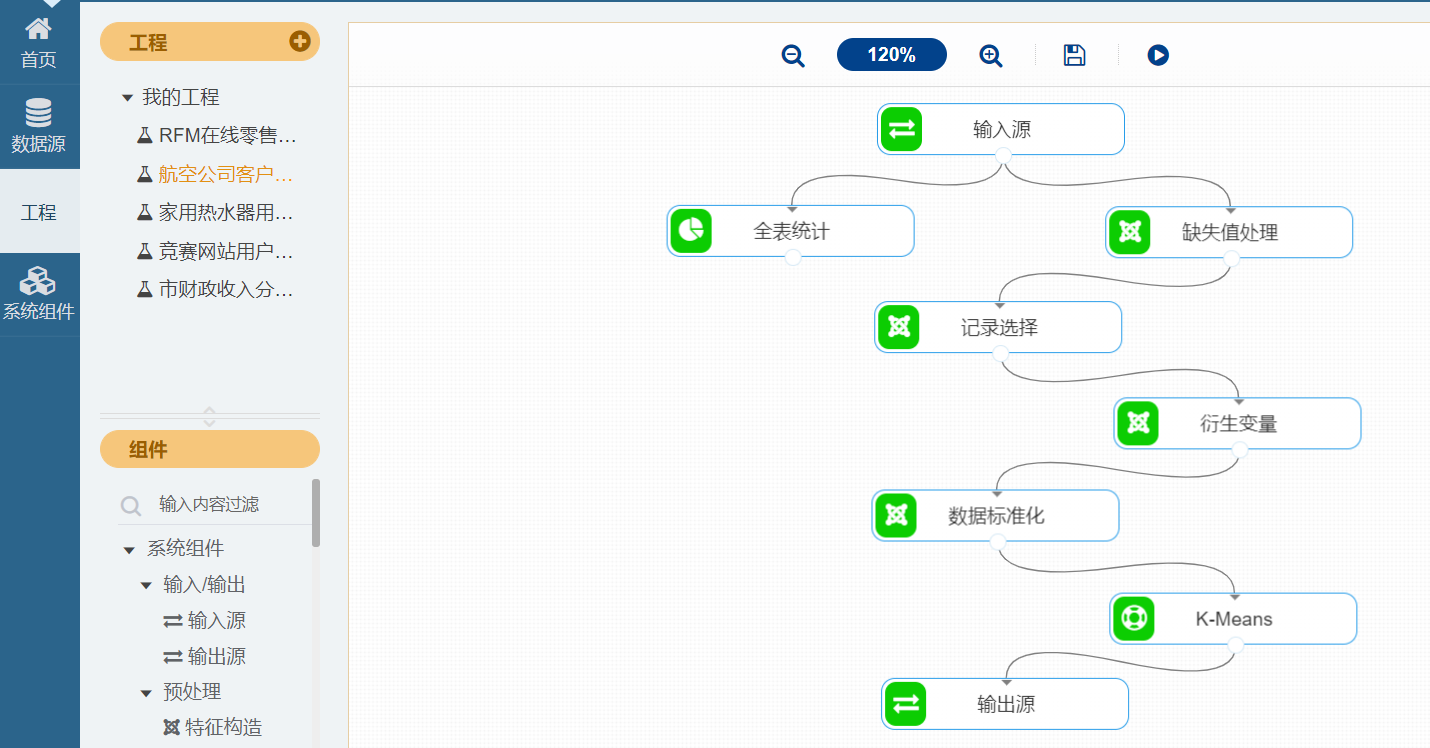 首页
数据源
工程
系统组件
工程
我的工程
RFM在线零售...
航空公司客户...
家用热水器用...
竞赛网站用户...
市财政收入分...
组件
输入内容过滤
系统组件
输入/输出
输入源
输出源
预处理
特征构造
120%
输入源
全表统计
缺失值处理
记录选择
衍生变量
数据标准化
K-Means
输出源